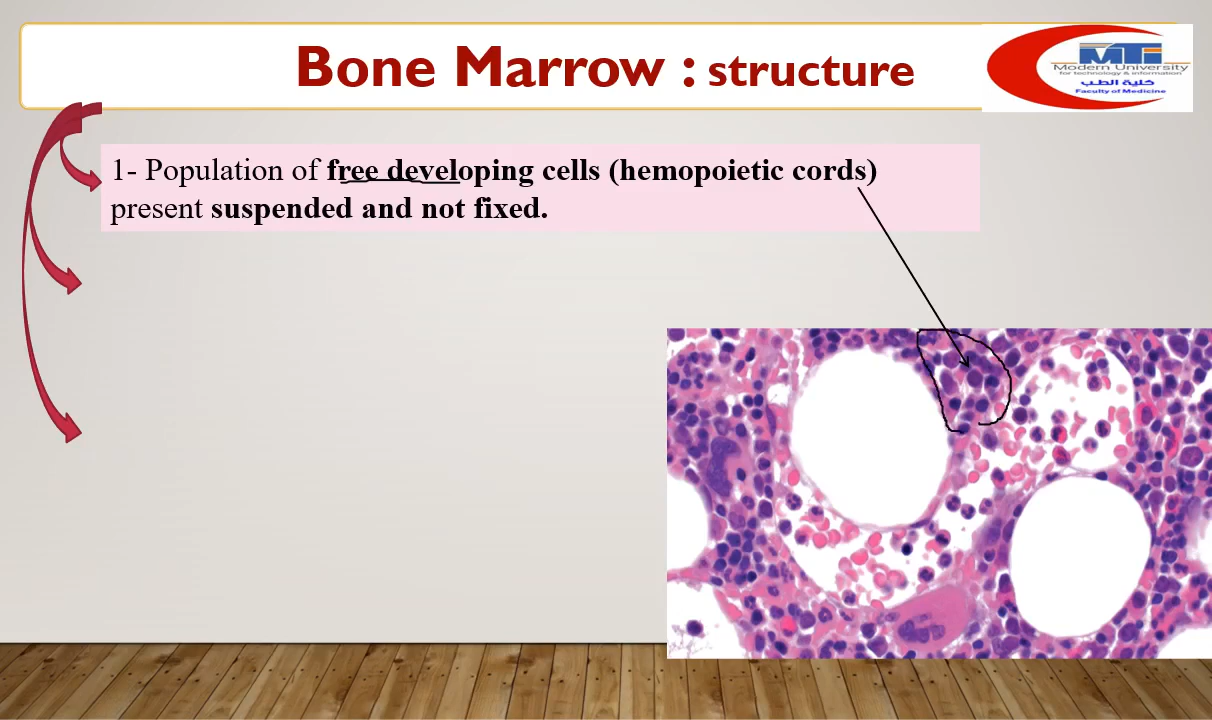 Bone Marrow : structure
MTI
Modern University
for technology & information
كلية الطب
Faculty of Medicine
1- Population of free developing cells (hemopoietic cords)
present suspended and not fixed.